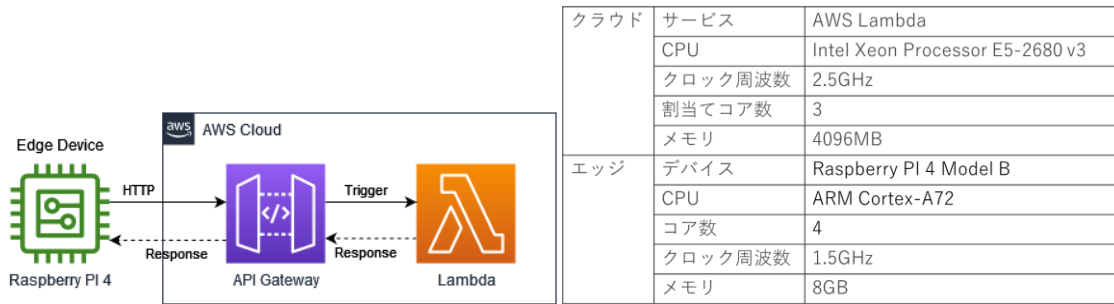 aws
AWS Cloud
Edge Device
HTTP
Trigger
Response
Response
Raspberry PI 4
API Gateway
Lambda
クラウド サービス AWS Lambda
CPU Intel Xeon Processor E5-2680 v3
クロック周波数 2.5GHz
割当てコア数 3
メモリ 4096MB
エッジ デバイス Raspberry PI 4 Model B
CPU ARM Cortex-A72
コア数 4
クロック周波数 1.5GHz
メモリ 8GB